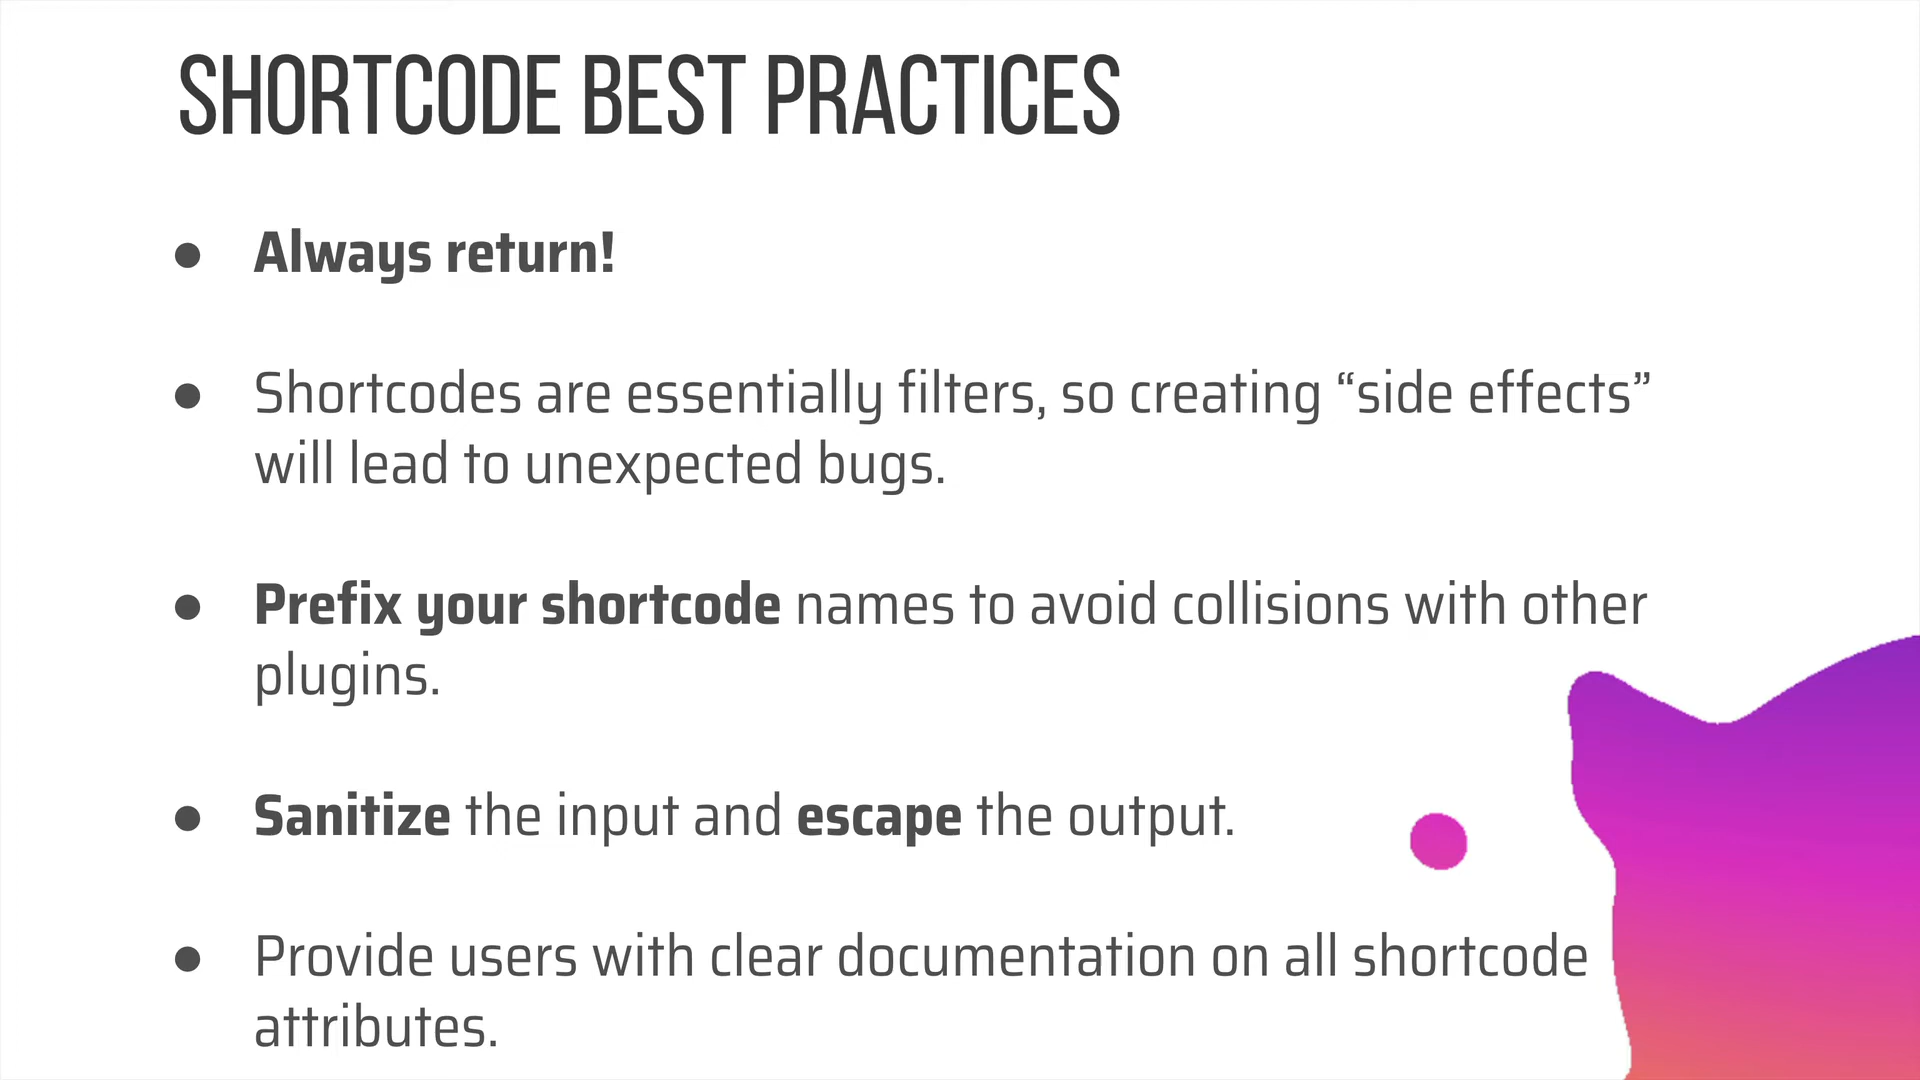 SHORTCODE BEST PRACTICES
● Always return!
● Shortcodes are essentially filters, so creating “side effects”
will lead to unexpected bugs.
● Prefix your shortcode names to avoid collisions with other
plugins.
● Sanitize the input and escape the output.
● Provide users with clear documentation on all shortcode
attributes.